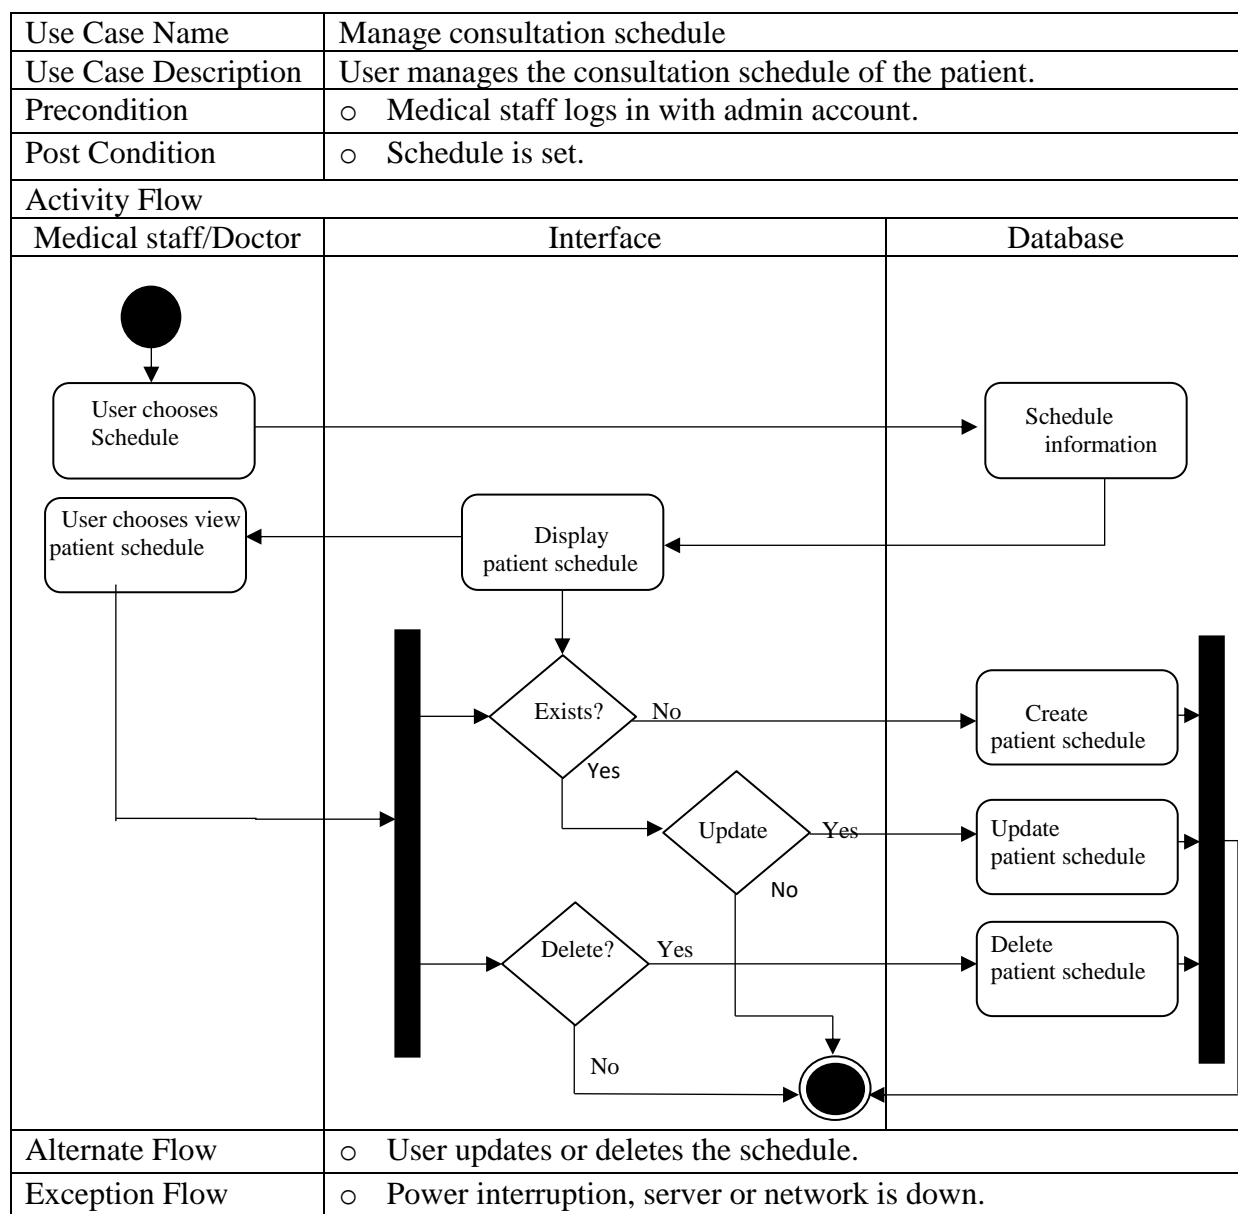 Use Case Name
Manage consultation schedule
Use Case Description
User manages the consultation schedule of the patient.
Precondition
o Medical staff logs in with admin account.
Post Condition
o Schedule is set.
Activity Flow
Medical staff/Doctor
Interface
Database
User chooses
Schedule
Schedule
information
User chooses view
patient schedule
Display
patient schedule
Exists?
No
Create
patient schedule
Yes
Update
Yes
Update
patient schedule
No
Delete?
Yes
Delete
patient schedule
No
Alternate Flow
o User updates or deletes the schedule.
Exception Flow
o Power interruption, server or network is down.